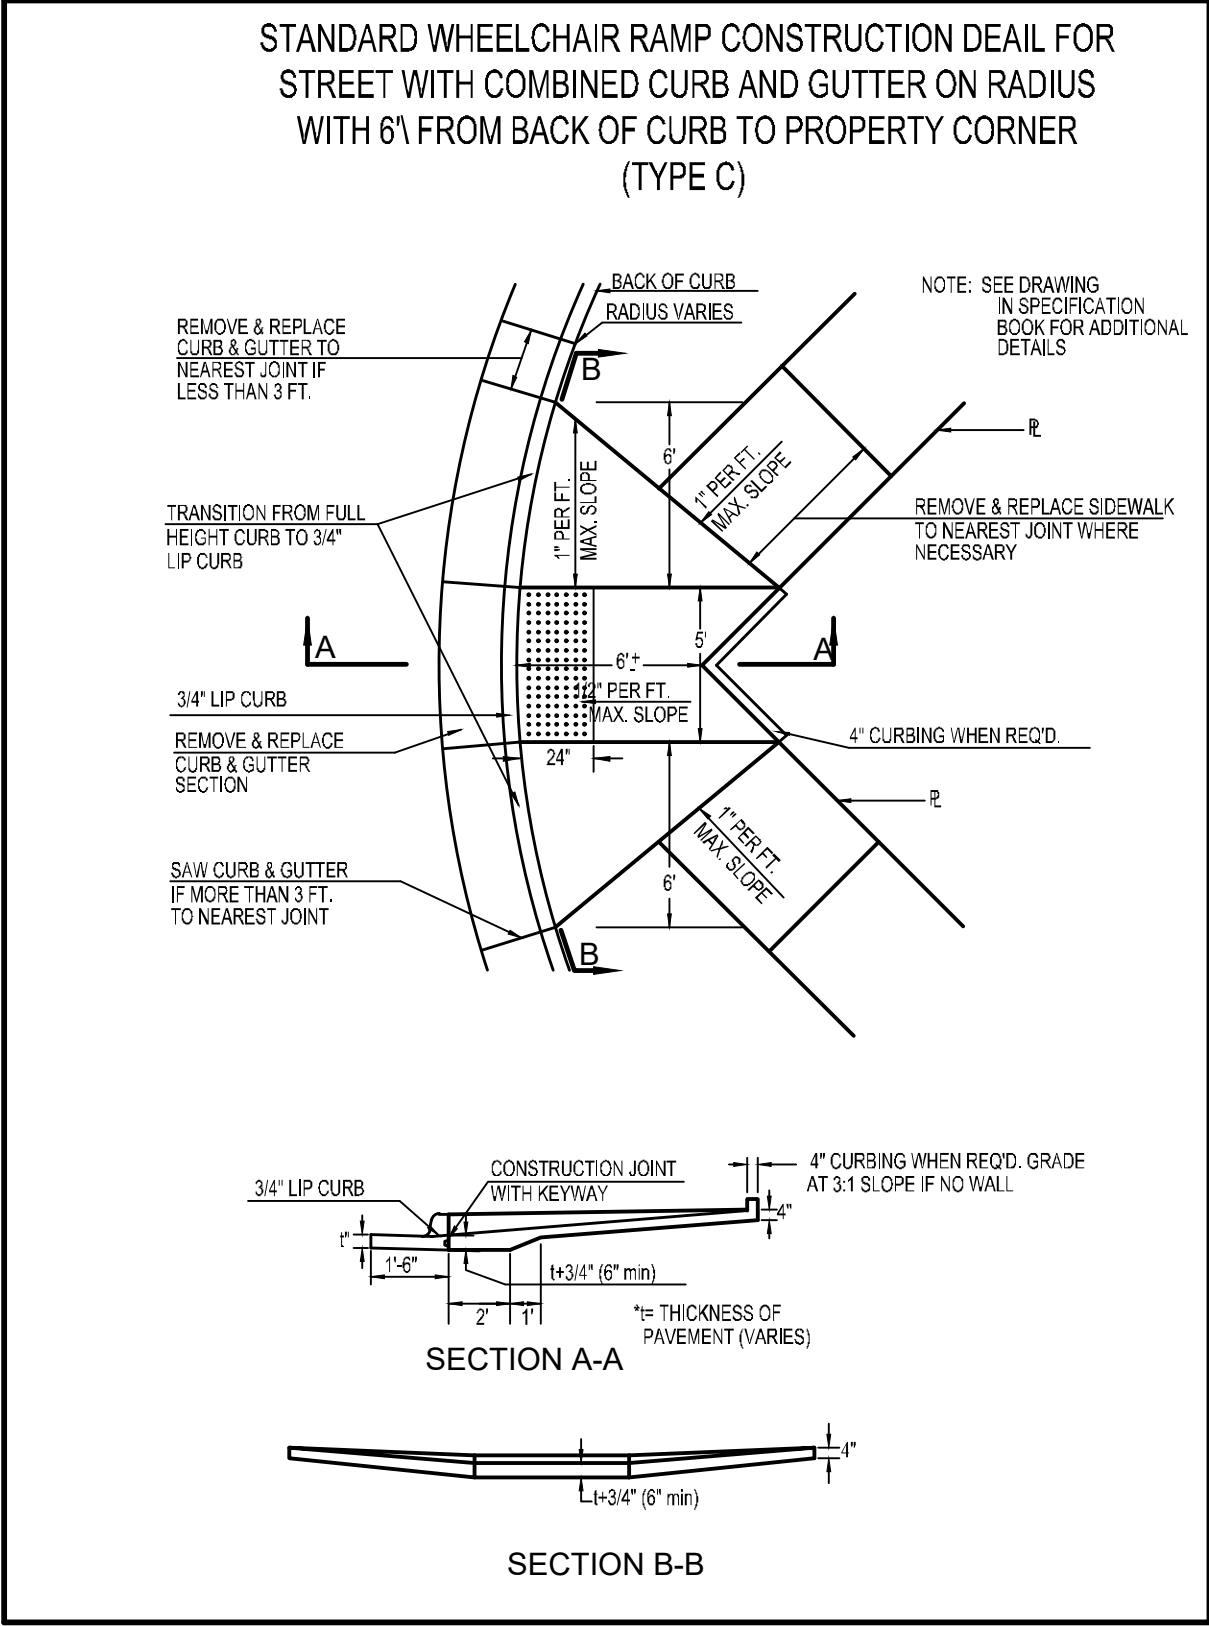 STANDARD WHEELCHAIR RAMP CONSTRUCTION DEAIL FOR
STREET WITH COMBINED CURB AND GUTTER ON RADIUS
WITH 6'\ FROM BACK OF CURB TO PROPERTY CORNER
(TYPE C)
BACK OF CURB
RADIUS VARIES
NOTE: SEE DRAWING
IN SPECIFICATION
BOOK FOR ADDITIONAL
DETAILS
REMOVE & REPLACE
CURB & GUTTER TO
NEAREST JOINT IF
LESS THAN 3 FT.
B
6'
1" PER FT.
MAX. SLOPE
1" PER FT.
MAX. SLOPE
PL
REMOVE & REPLACE SIDEWALK
TO NEAREST JOINT WHERE
NECESSARY
TRANSITION FROM FULL
HEIGHT CURB TO 3/4"
LIP CURB
A
A
5'
6'±
1/2" PER FT.
MAX. SLOPE
3/4" LIP CURB
REMOVE & REPLACE
CURB & GUTTER
SECTION
24"
4" CURBING WHEN REQ'D.
PL
1" PER FT.
MAX. SLOPE
6'
SAW CURB & GUTTER
IF MORE THAN 3 FT.
TO NEAREST JOINT
B
3/4" LIP CURB
CONSTRUCTION JOINT
WITH KEYWAY
4" CURBING WHEN REQ'D. GRADE
AT 3:1 SLOPE IF NO WALL
4"
t"
1'-6"
t+3/4" (6" min)
2'
1'
*t= THICKNESS OF
PAVEMENT (VARIES)
SECTION A-A
4"
t+3/4" (6" min)
SECTION B-B